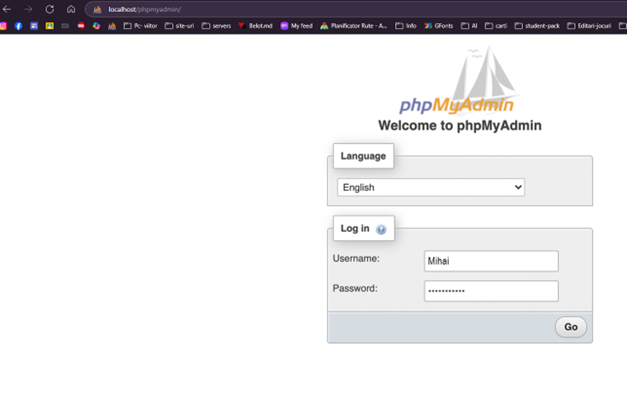 localhost/phpmyadmin/
Pc- viitor site-uri servers Belot.md My feed Planificator Rute - A... Info GFonts AI carti student-pack Editari-jocuri
phpMyAdmin
Welcome to phpMyAdmin
Language
English
Log in
Username:
Mihai
Password:
•••••••••••
Go